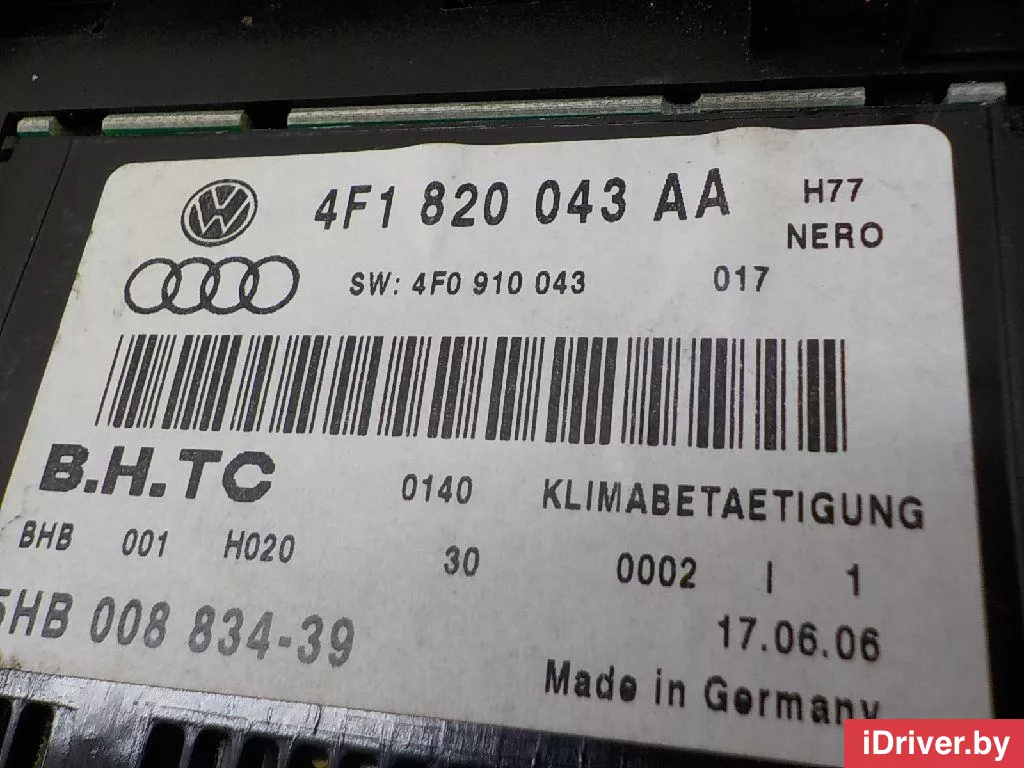 4F1 820 043 AA H77
NERO
SW: 4F0 910 043 017
B.H.TC 0140 KLIMABETAETIGUNG
BHB 001 H020 30 0002 I 1
5HB 008 834-39 17.06.06
Made in Germany
iDriver.by